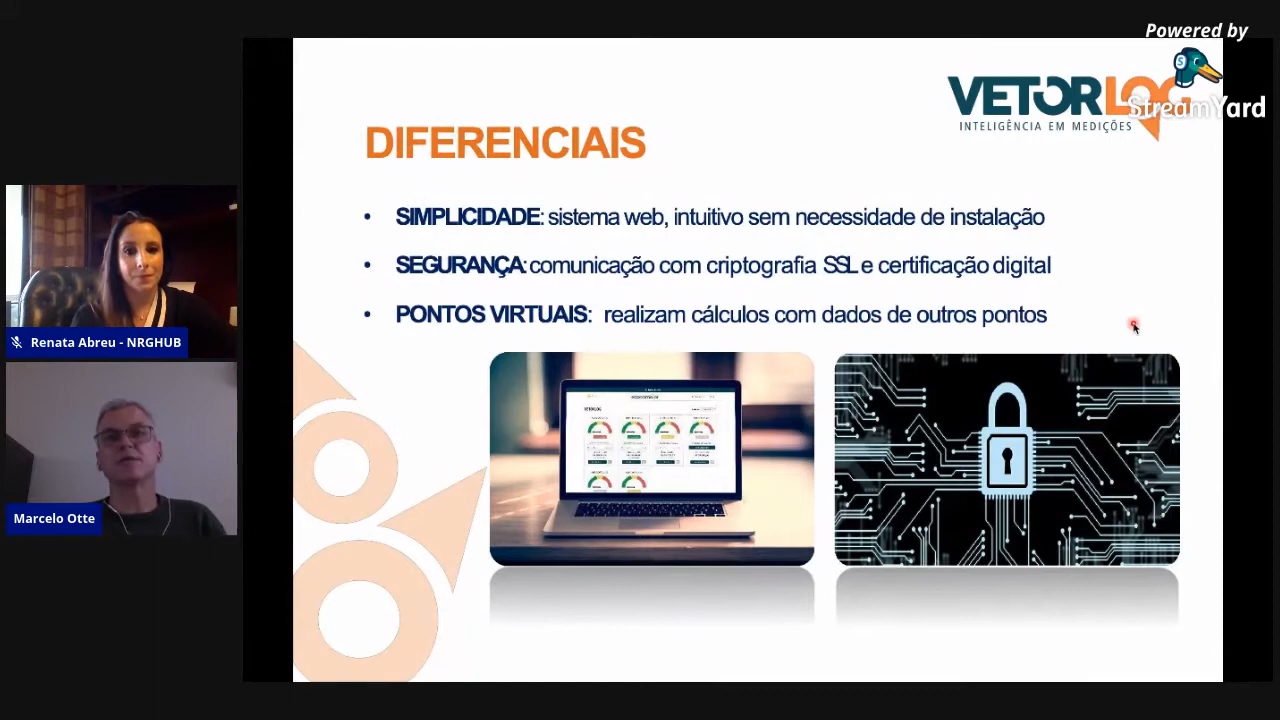 Powered by
StreamYard
VETORLOG
INTELIGÊNCIA EM MEDIÇÕES
DIFERENCIAIS
• SIMPLICIDADE: sistema web, intuitivo sem necessidade de instalação
• SEGURANÇA: comunicação com criptografia SSL e certificação digital
• PONTOS VIRTUAIS: realizam cálculos com dados de outros pontos
Renata Abreu - NRGHUB
Marcelo Otte